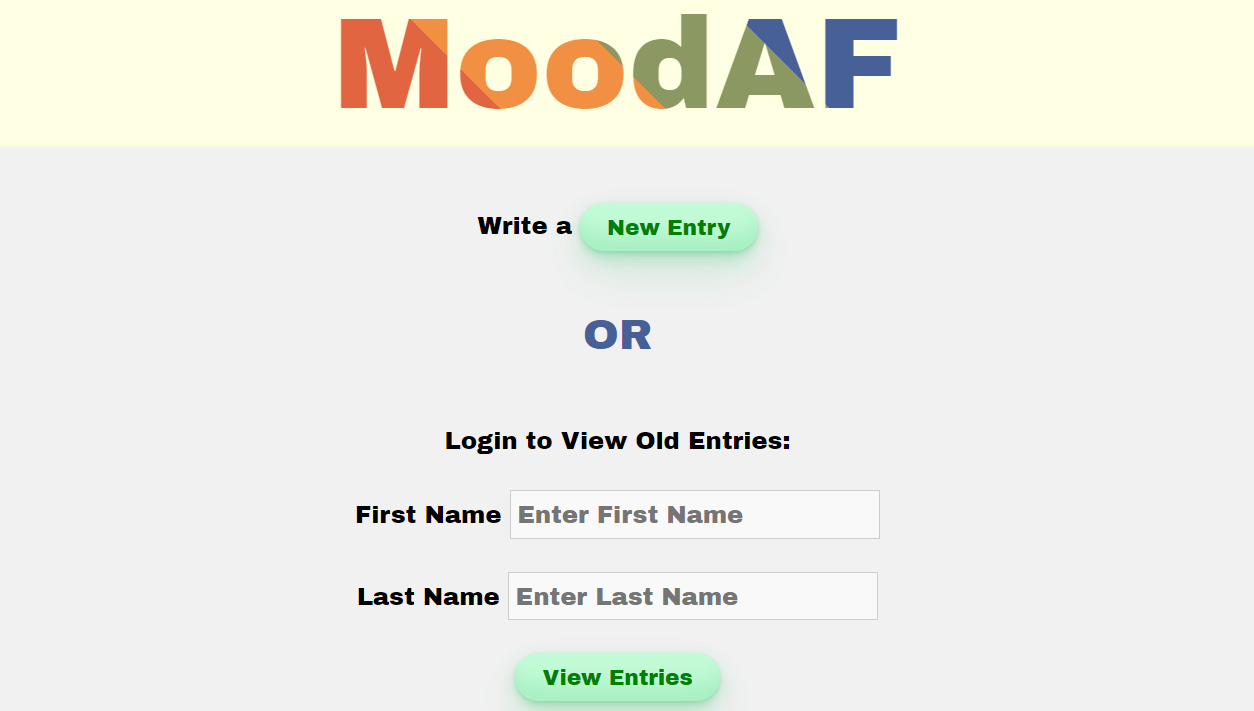 MoodAF
Write a New Entry
OR
Login to View Old Entries:
First Name Enter First Name
Last Name Enter Last Name
View Entries